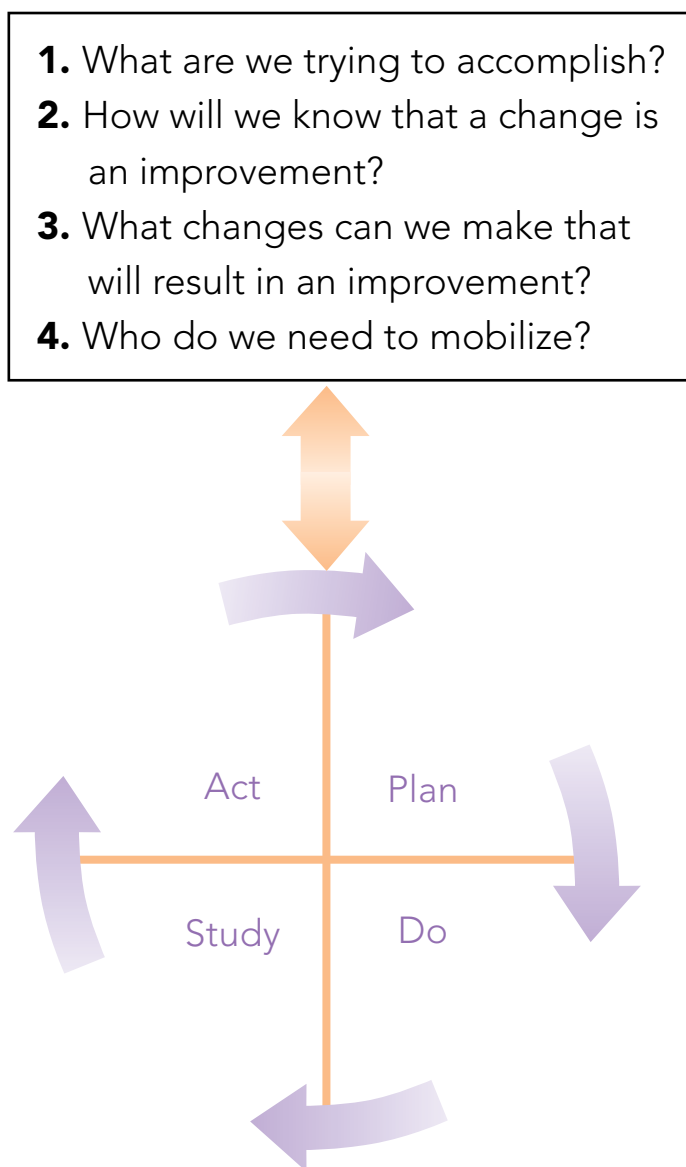 1. What are we trying to accomplish?
2. How will we know that a change is
an improvement?
3. What changes can we make that
will result in an improvement?
4. Who do we need to mobilize?
Act
Plan
Study
Do